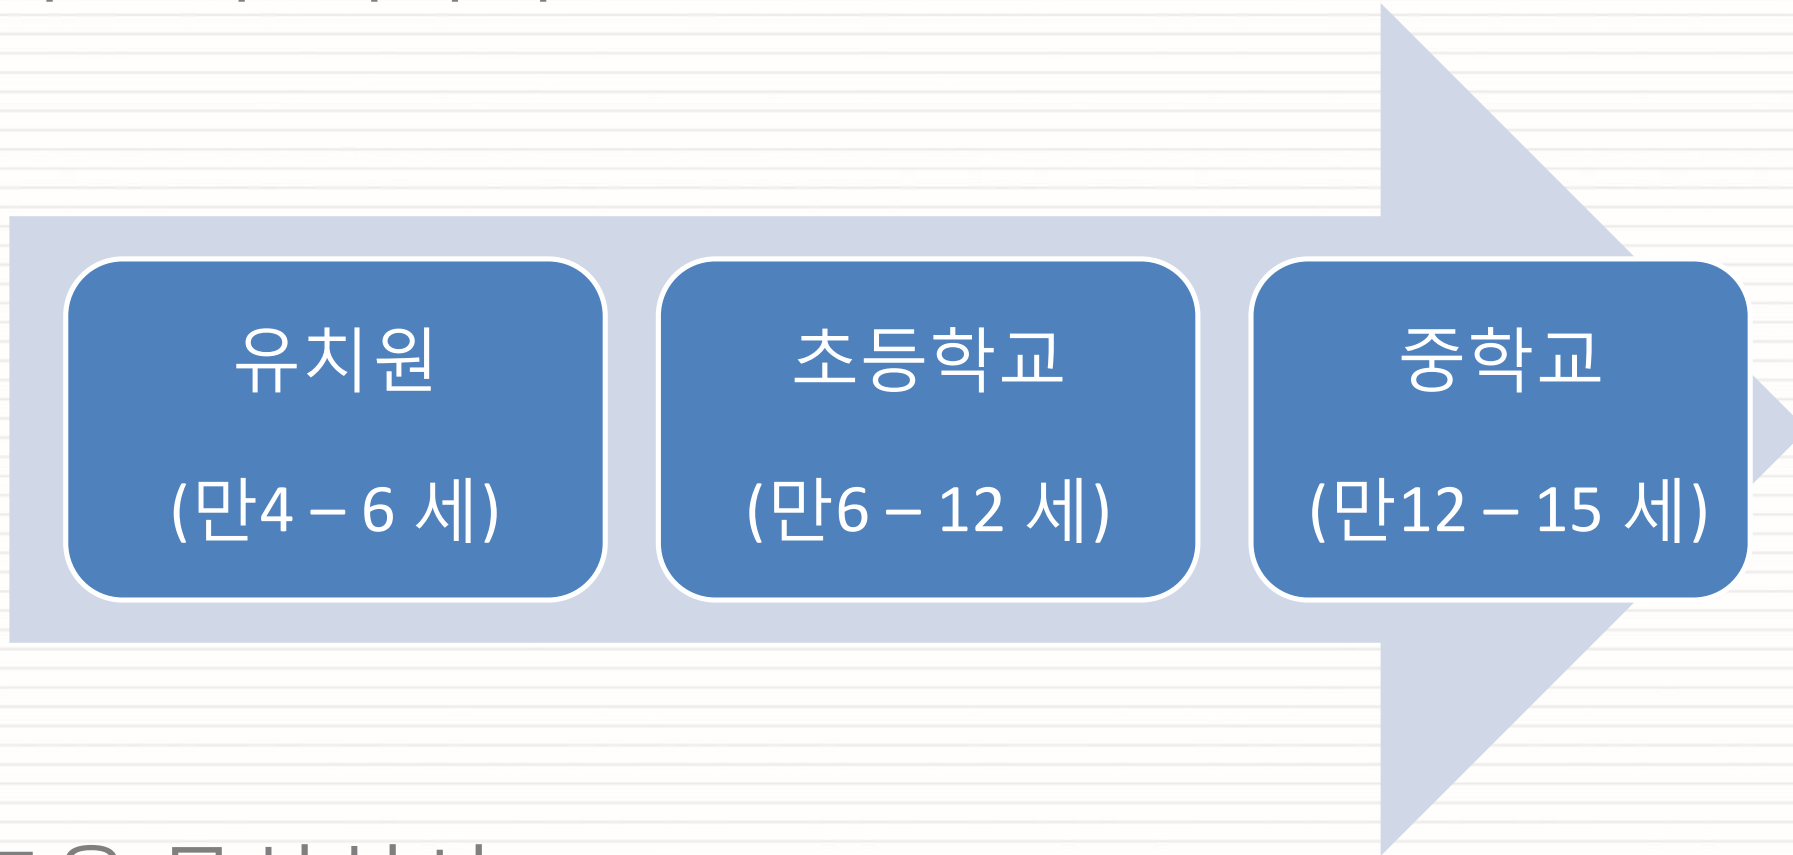 유치원
(만4 – 6 세)
초등학교
(만6 – 12 세)
중학교
(만12 – 15 세)